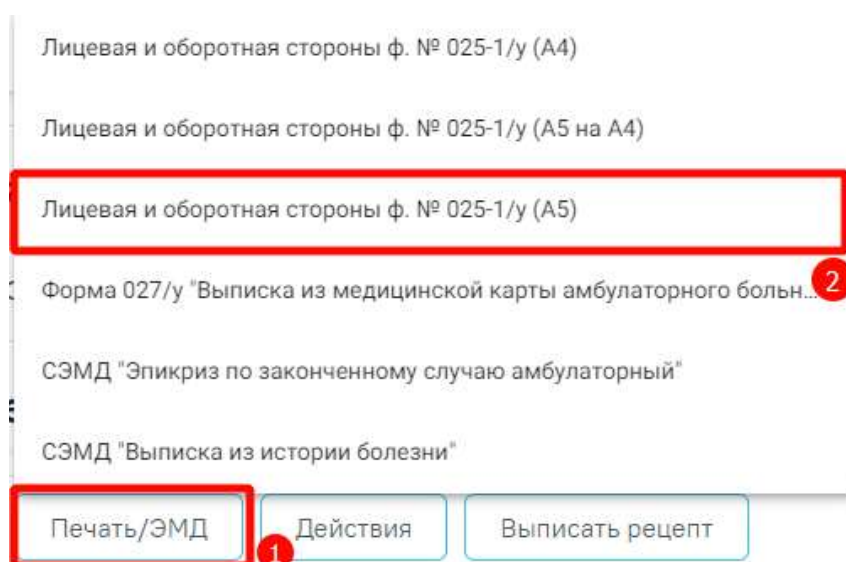 Лицевая и оборотная стороны ф. № 025-1/у (А4)
Лицевая и оборотная стороны ф. № 025-1/у (А5 на А4)
Лицевая и оборотная стороны ф. № 025-1/у (А5)
Форма 027/у "Выписка из медицинской карты амбулаторного больн...
2
СЭМД "Эпикриз по законченному случаю амбулаторный"
СЭМД "Выписка из истории болезни"
Печать/ЭМД Действия Выписать рецепт
1